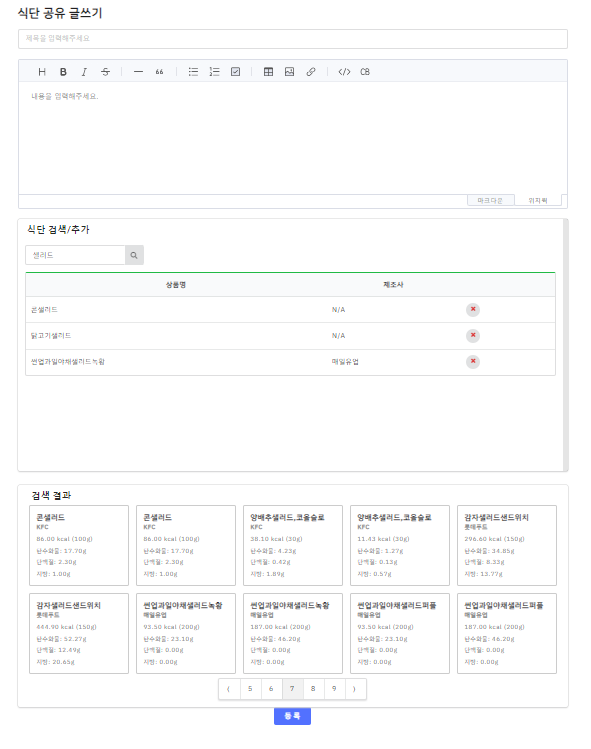 식단 공유 글쓰기
제목을 입력해주세요
H B I S — 66 </> CB
내용을 입력해주세요.
마크다운 위지윅
식단 검색/추가
샐러드
상품명 제조사
콘샐러드 N/A
닭고기샐러드 N/A
썬업과일야채샐러드녹황 매일유업
검색 결과
콘샐러드
KFC
86.00 kcal (100g)
탄수화물: 17.70g
단백질: 2.30g
지방: 1.00g
콘샐러드
KFC
86.00 kcal (100g)
탄수화물: 17.70g
단백질: 2.30g
지방: 1.00g
양배추샐러드,코울슬로
KFC
38.10 kcal (30g)
탄수화물: 4.23g
단백질: 0.42g
지방: 1.89g
양배추샐러드,코울슬로
KFC
11.43 kcal (30g)
탄수화물: 1.27g
단백질: 0.13g
지방: 0.57g
감자샐러드샌드위치
롯데푸드
296.60 kcal (150g)
탄수화물: 34.85g
단백질: 8.33g
지방: 13.77g
감자샐러드샌드위치
롯데푸드
444.90 kcal (150g)
탄수화물: 52.27g
단백질: 12.49g
지방: 20.65g
썬업과일야채샐러드녹황
매일유업
93.50 kcal (200g)
탄수화물: 23.10g
단백질: 0.00g
지방: 0.00g
썬업과일야채샐러드녹황
매일유업
187.00 kcal (200g)
탄수화물: 46.20g
단백질: 0.00g
지방: 0.00g
썬업과일야채샐러드퍼플
매일유업
93.50 kcal (200g)
탄수화물: 23.10g
단백질: 0.00g
지방: 0.00g
썬업과일야채샐러드퍼플
매일유업
187.00 kcal (200g)
탄수화물: 46.20g
단백질: 0.00g
지방: 0.00g
⟨ 5 6 7 8 9 ⟩
등록